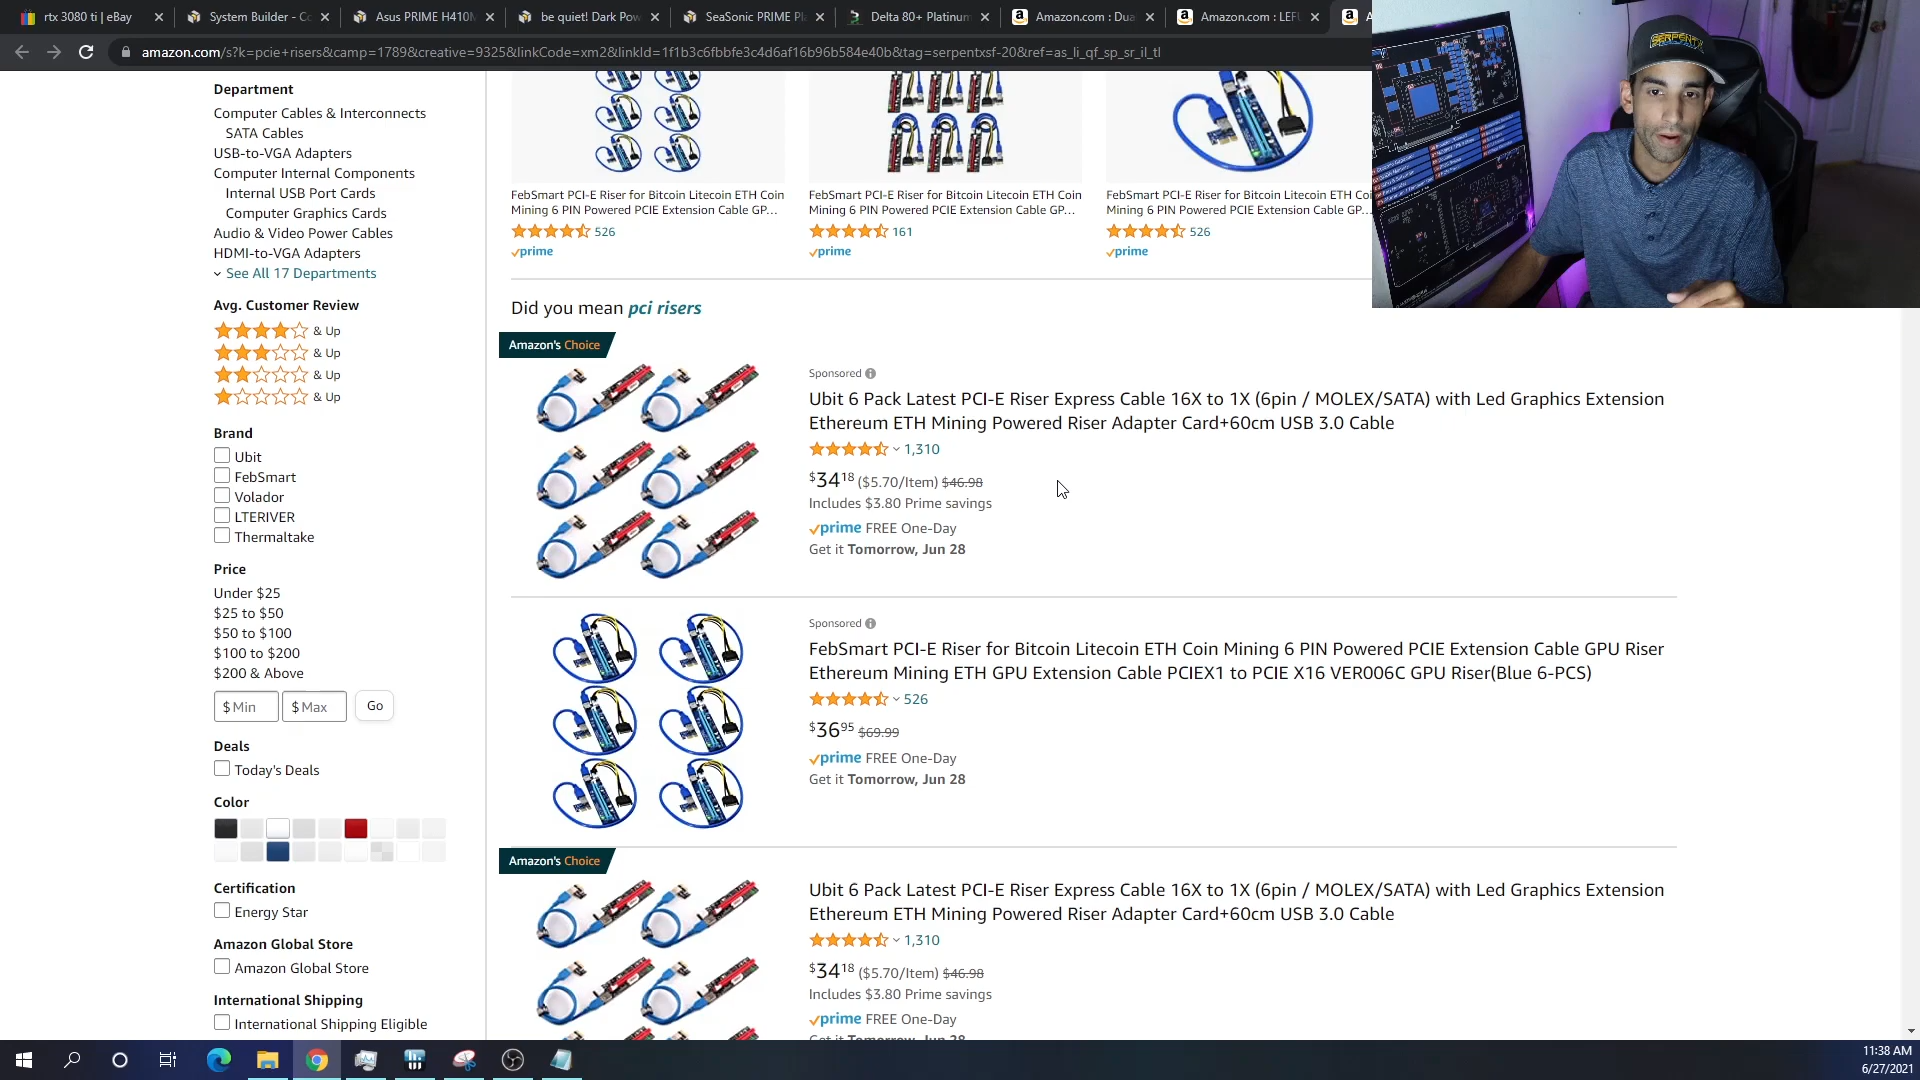 rtx 3080 ti | eBay
System Builder - Co
Asus PRIME H410M
be quiet! Dark Pow
SeaSonic PRIME Pl
Delta 80+ Platinum
Amazon.com : Dua
Amazon.com : LEFU
amazon.com/s?k=pcie+risers&camp=1789&creative=9325&linkCode=xm2&linkId=1f1b3c6fbbfe3c4d6af16b96b584e40b&tag=serpentxsf-20&ref=as_li_qf_sp_sr_il_tl
SERPENTX
Department
Computer Cables & Interconnects
SATA Cables
USB-to-VGA Adapters
Computer Internal Components
Internal USB Port Cards
Computer Graphics Cards
Audio & Video Power Cables
HDMI-to-VGA Adapters
See All 17 Departments
Avg. Customer Review
& Up
& Up
& Up
& Up
Brand
Ubit
FebSmart
Volador
LTERIVER
Thermaltake
Price
Under $25
$25 to $50
$50 to $100
$100 to $200
$200 & Above
$ Min
$ Max
Go
Deals
Today's Deals
Color
Certification
Energy Star
Amazon Global Store
Amazon Global Store
International Shipping
International Shipping Eligible
FebSmart PCI-E Riser for Bitcoin Litecoin ETH Coin
Mining 6 PIN Powered PCIE Extension Cable GP...
526
prime
FebSmart PCI-E Riser for Bitcoin Litecoin ETH Coin
Mining 6 PIN Powered PCIE Extension Cable GP...
161
prime
FebSmart PCI-E Riser for Bitcoin Litecoin ETH Coi
Mining 6 PIN Powered PCIE Extension Cable GP...
526
prime
Did you mean pci risers
Amazon's Choice
Sponsored
Ubit 6 Pack Latest PCI-E Riser Express Cable 16X to 1X (6pin / MOLEX/SATA) with Led Graphics Extension
Ethereum ETH Mining Powered Riser Adapter Card+60cm USB 3.0 Cable
1,310
$34.18 ($5.70/Item) $46.98
Includes $3.80 Prime savings
prime FREE One-Day
Get it Tomorrow, Jun 28
Sponsored
FebSmart PCI-E Riser for Bitcoin Litecoin ETH Coin Mining 6 PIN Powered PCIE Extension Cable GPU Riser
Ethereum Mining ETH GPU Extension Cable PCIEX1 to PCIE X16 VER006C GPU Riser(Blue 6-PCS)
526
$36.95 $69.99
prime FREE One-Day
Get it Tomorrow, Jun 28
Amazon's Choice
Ubit 6 Pack Latest PCI-E Riser Express Cable 16X to 1X (6pin / MOLEX/SATA) with Led Graphics Extension
Ethereum ETH Mining Powered Riser Adapter Card+60cm USB 3.0 Cable
1,310
$34.18 ($5.70/Item) $46.98
Includes $3.80 Prime savings
prime FREE One-Day
Get it Tomorrow, Jun 28
11:38 AM
6/27/2021